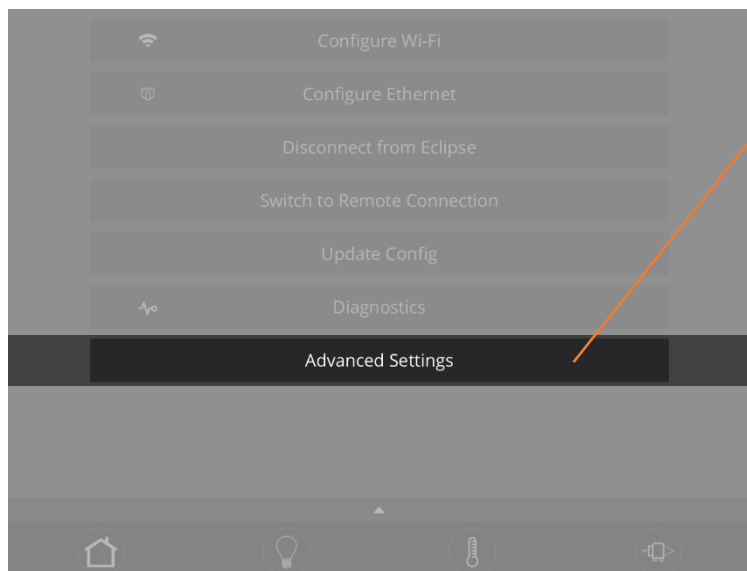 Configure Wi-Fi
Configure Ethernet
Disconnect from Eclipse
Switch to Remote Connection
Update Config
Diagnostics
Advanced Settings